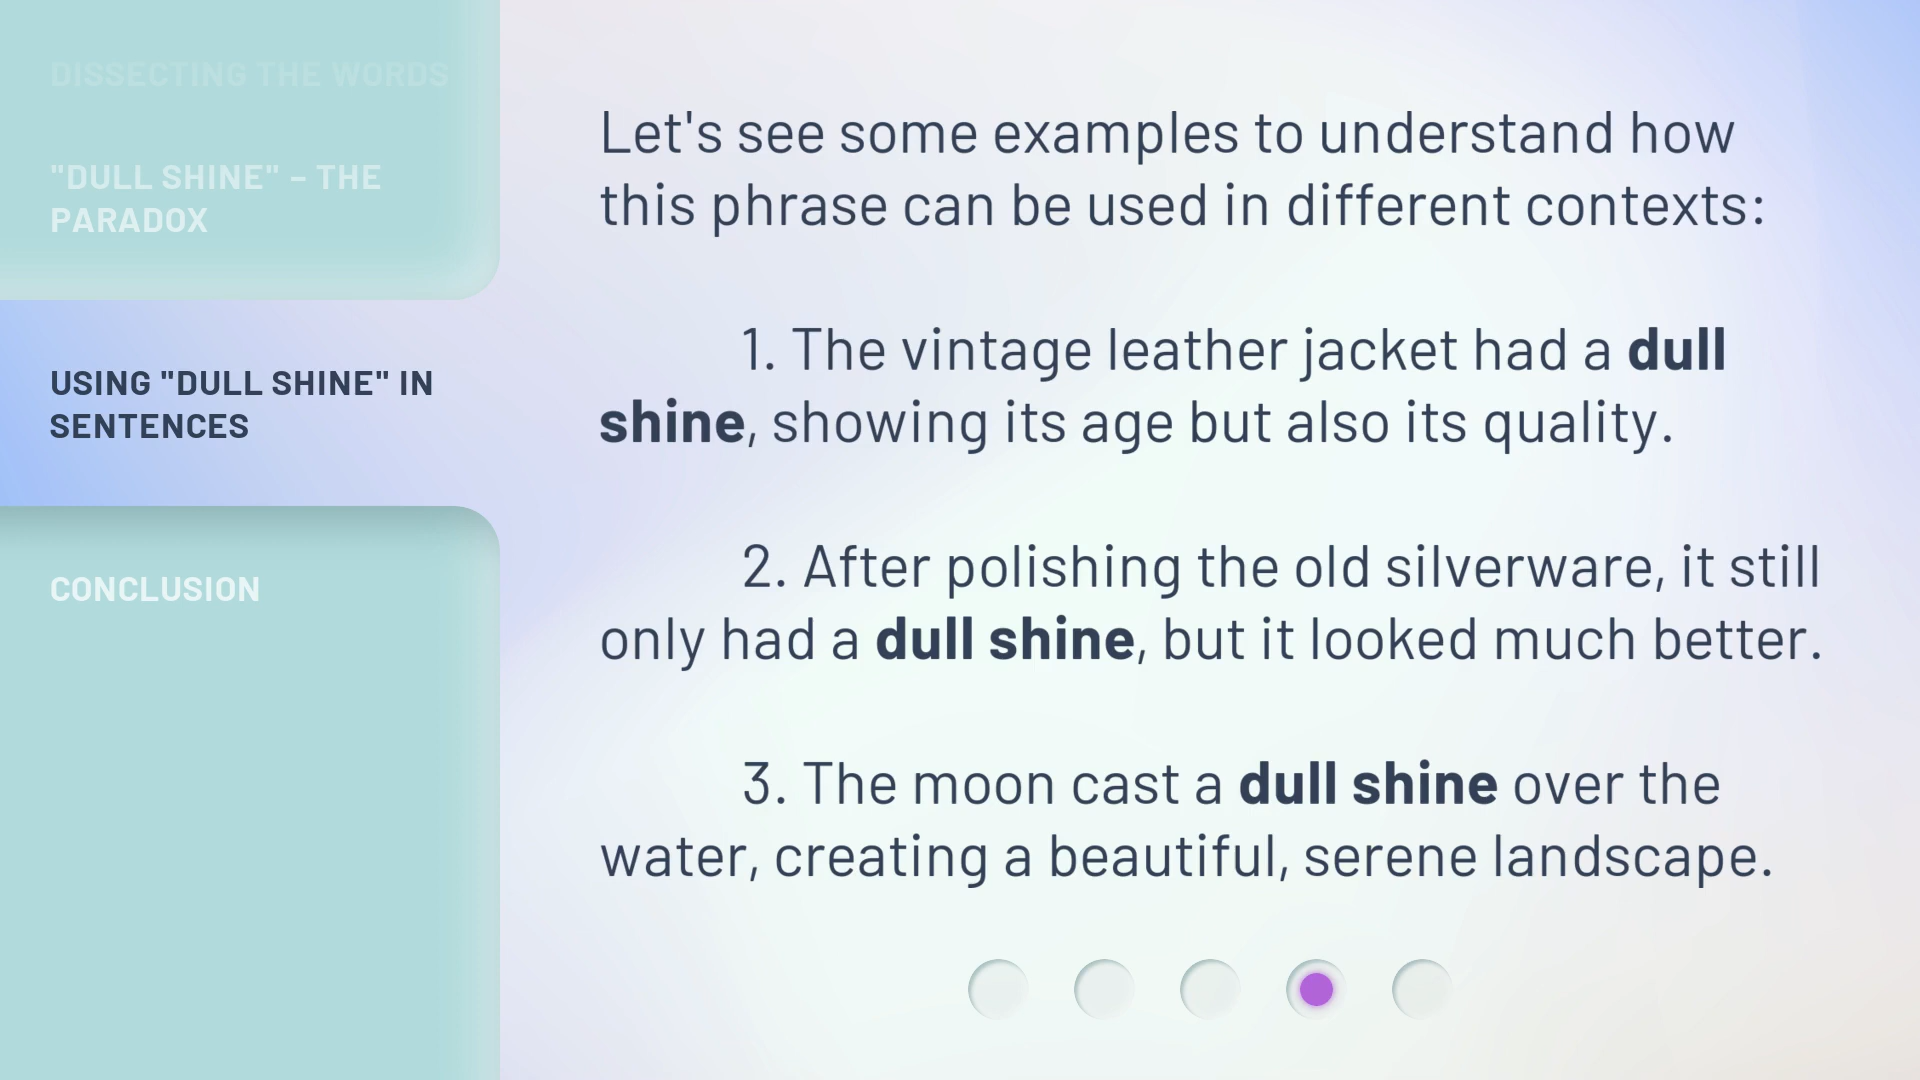 DISSECTING THE WORDS
"DULL SHINE" – THE
PARADOX
USING "DULL SHINE" IN
SENTENCES
CONCLUSION
Let's see some examples to understand how
this phrase can be used in different contexts:
1. The vintage leather jacket had a dull
shine, showing its age but also its quality.
2. After polishing the old silverware, it still
only had a dull shine, but it looked much better.
3. The moon cast a dull shine over the
water, creating a beautiful, serene landscape.